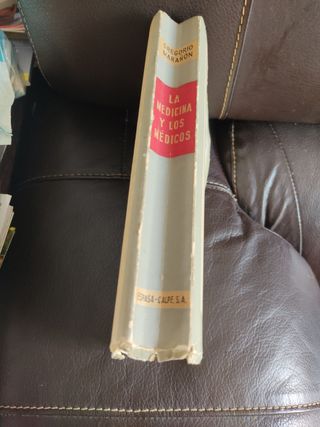 GREGORIO
MARAÑÓN
LA
MEDICINA
Y LOS
MÉDICOS
ESPASA-CALPE, S.A.